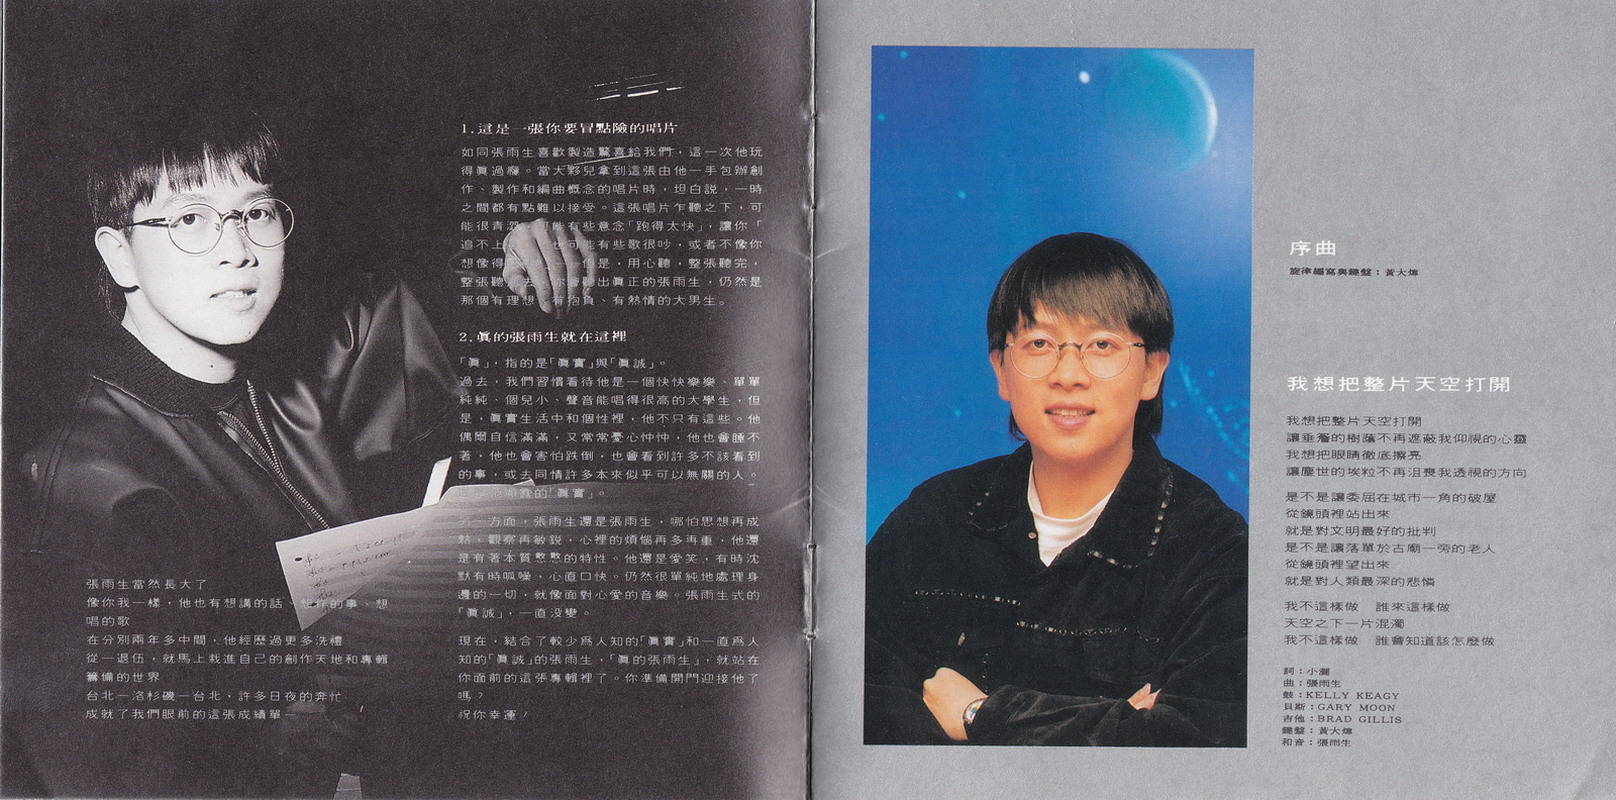 張雨生當然長大了
像你我一樣，他也有想講的話、想作的事、想
唱的歌
在分別兩年多中間，他經歷過更多洗禮
從一退伍，就馬上栽進自己的創作天地和專輯
籌備的世界
台北－洛杉磯－台北，許多日夜的奔忙
成就了我們眼前的這張成績單—
1.這是一張你要冒點險的唱片
如同張雨生喜歡製造驚喜給我們，這一次他玩
得眞過癮。當大夥兒拿到這張由他一手包辦創
作、製作和編曲概念的唱片時，坦白說，一時
之間都有點難以接受。這張唱片乍聽之下，可
能很青澀，可能有些意念「跑得太快」，讓你「
追不上」，也可能有些歌很吵，或者不像你
想像得 但是，用心聽，整張聽完，
整張聽 你會聽出眞正的張雨生，仍然是
那個有理想、有抱負、有熱情的大男生。
2.眞的張雨生就在這裡
「眞」，指的是「眞實」與「眞誠」。
過去，我們習慣看待他是一個快快樂樂、單單
純純、個兒小、聲音能唱得很高的大學生，但
是，眞實生活中和個性裡，他不只有這些。他
偶爾自信滿滿，又常常憂心忡忡，他也會睡不
著，他也會害怕跌倒，也會看到許多不該看到
的事，或去同情許多本來似乎可以無關的人。
的「眞實」。
另一方面，張雨生還是張雨生，哪怕思想再成
熟，觀察再敏銳，心裡的煩惱再多再重，他還
是有著本質憨憨的特性。他還是愛笑，有時沈
默有時呱噪，心直口快。仍然很單純地處理身
邊的一切，就像面對心愛的音樂。張雨生式的
「眞誠」，一直沒變。
現在，結合了較少爲人知的「眞實」和一直爲人
知的「眞誠」的張雨生，「眞的張雨生」，就站在
你面前的這張專輯裡了。你準備開門迎接他了
嗎？
祝你幸運！
序曲
旋律編寫與鍵盤：黃大煒
我想把整片天空打開
我想把整片天空打開
讓垂簷的樹蔭不再遮蔽我仰視的心靈
我想把眼睛徹底擦亮
讓塵世的埃粒不再沮喪我透視的方向
是不是讓委屈在城市一角的破屋
從鏡頭裡站出來
就是對文明最好的批判
是不是讓落單於古廟一旁的老人
從鏡頭裡望出來
就是對人類最深的悲憐
我不這樣做　誰來這樣做
天空之下一片混濁
我不這樣做　誰會知道該怎麼做
詞：小瀾
曲：張雨生
鼓：KELLY KEAGY
貝斯：GARY MOON
吉他：BRAD GILLIS
鍵盤：黃大煒
和音：張雨生